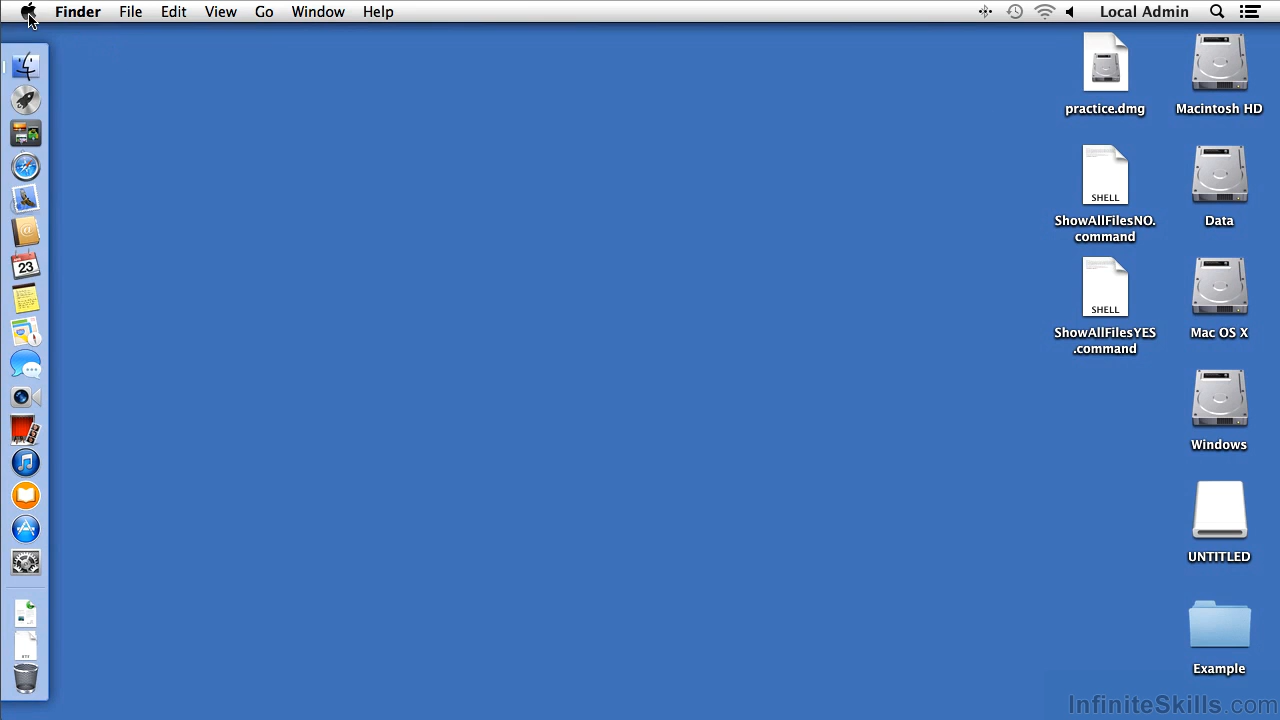 Finder File Edit View Go Window Help Local Admin
practice.dmg
Macintosh HD
SHELL
ShowAllFilesNO.
command
Data
SHELL
ShowAllFilesYES
.command
Mac OS X
Windows
UNTITLED
Example
23
InfiniteSkills.com